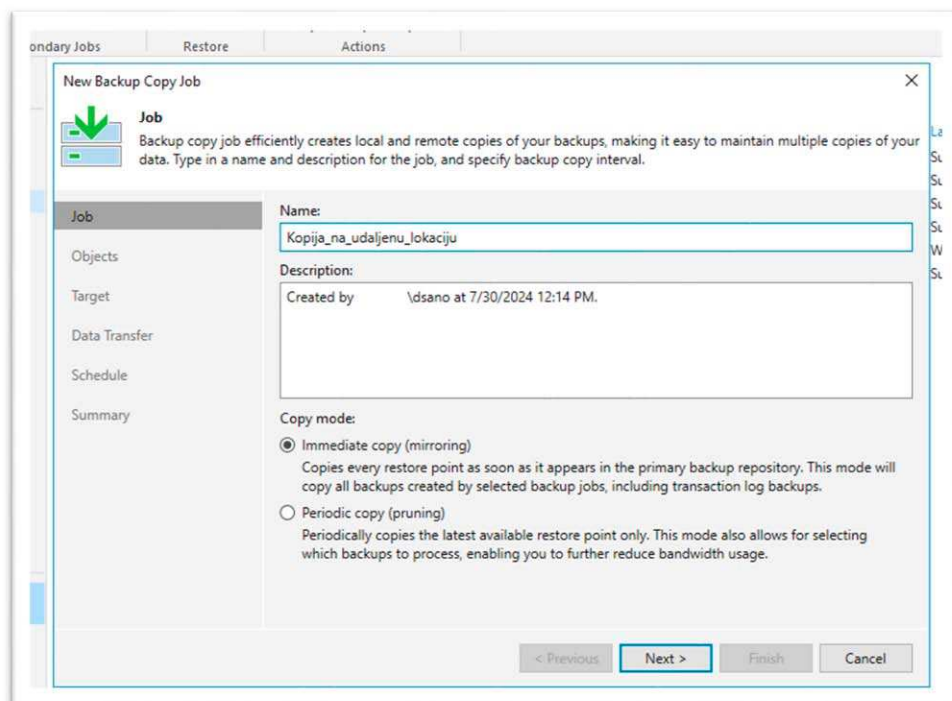 ondary Jobs Restore Actions
New Backup Copy Job
Job
Backup copy job efficiently creates local and remote copies of your backups, making it easy to maintain multiple copies of your
data. Type in a name and description for the job, and specify backup copy interval.
La
Su
Su
Su
W
Su
Job
Objects
Target
Data Transfer
Schedule
Summary
Name:
Kopija_na_udaljenu_lokaciju
Description:
Created by \dsano at 7/30/2024 12:14 PM.
Copy mode:
Immediate copy (mirroring)
Copies every restore point as soon as it appears in the primary backup repository. This mode will
copy all backups created by selected backup jobs, including transaction log backups.
Periodic copy (pruning)
Periodically copies the latest available restore point only. This mode also allows for selecting
which backups to process, enabling you to further reduce bandwidth usage.
< Previous Next > Finish Cancel